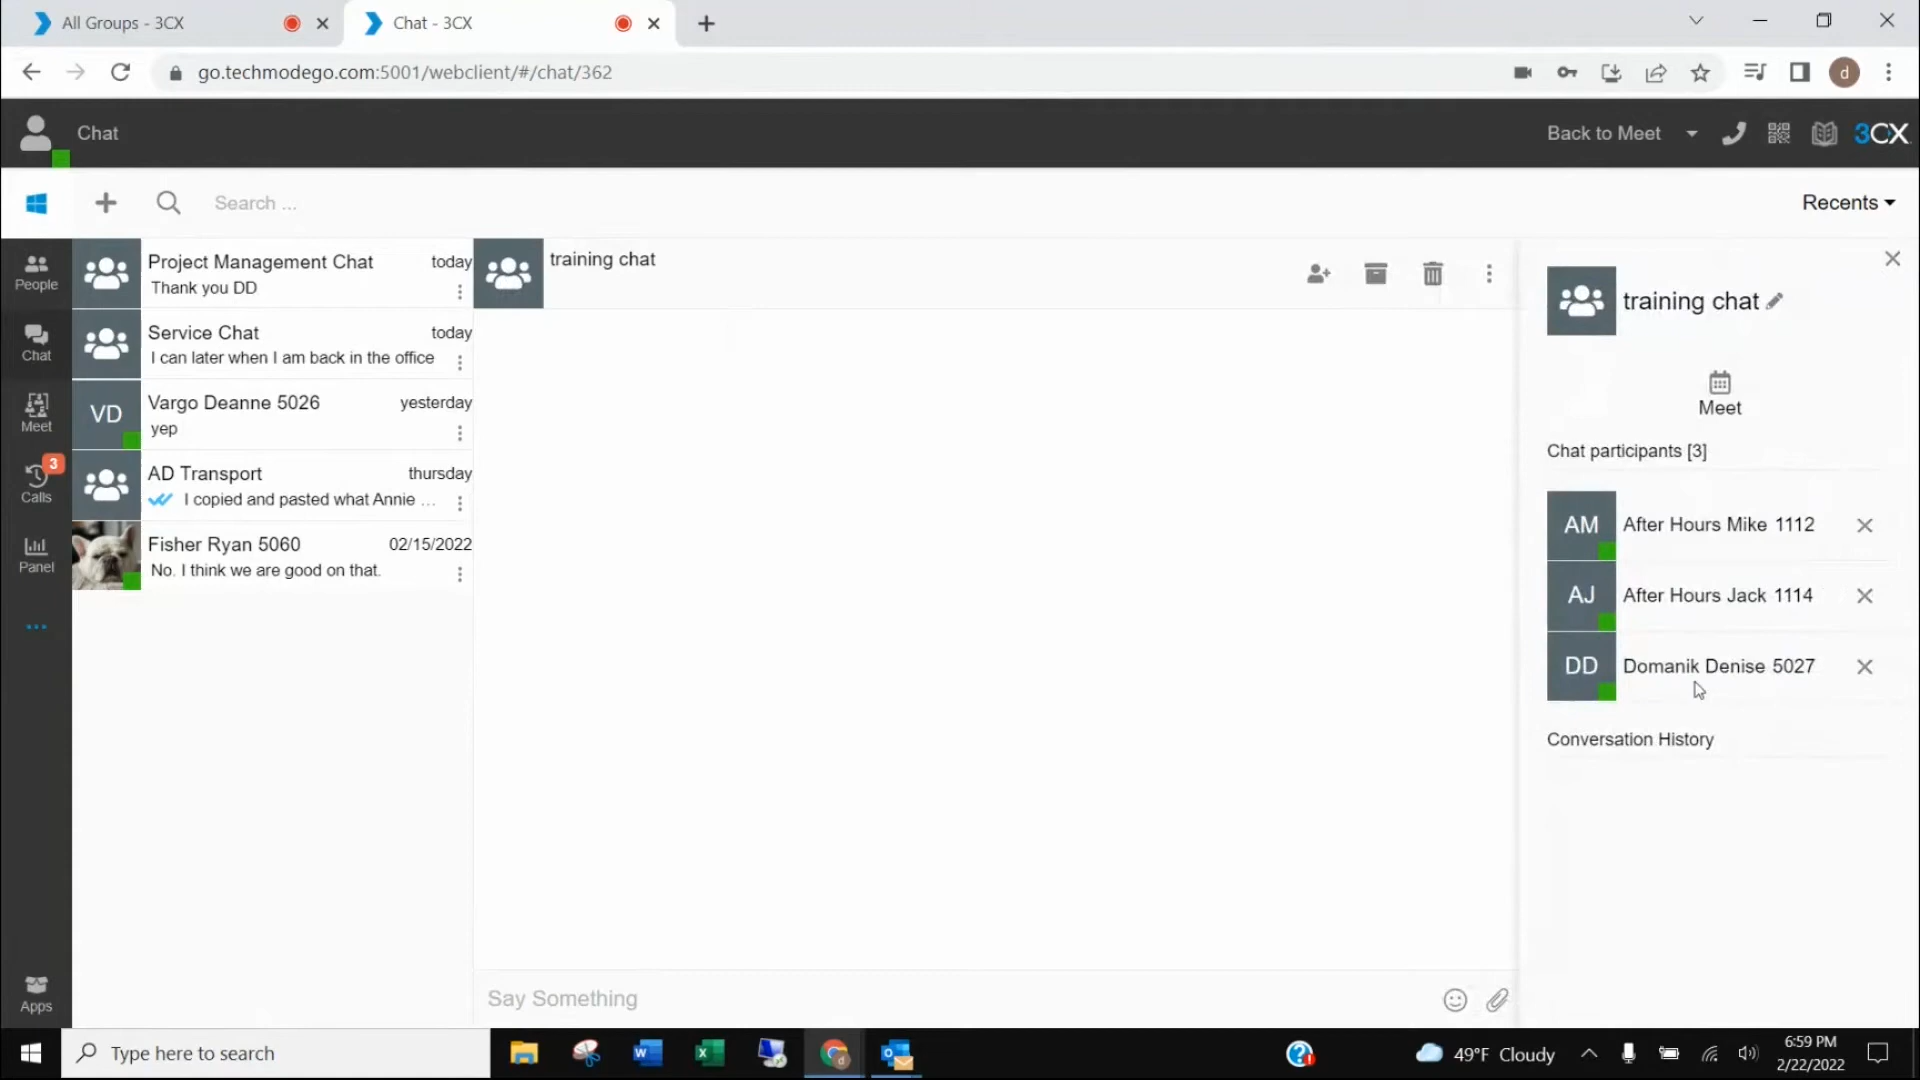 All Groups - 3CX
Chat - 3CX
go.techmodego.com:5001/webclient/#/chat/362
d
Chat
Back to Meet
3CX
Search ...
Recents
People
Chat
Meet
3
Calls
Panel
Apps
Project Management Chat today
Thank you DD
Service Chat today
I can later when I am back in the office
VD
Vargo Deanne 5026 yesterday
yep
AD Transport thursday
I copied and pasted what Annie ...
Fisher Ryan 5060 02/15/2022
No. I think we are good on that.
training chat
Say Something
training chat
Meet
Chat participants [3]
AM After Hours Mike 1112
AJ After Hours Jack 1114
DD Domanik Denise 5027
Conversation History
Type here to search
49°F Cloudy
6:59 PM
2/22/2022